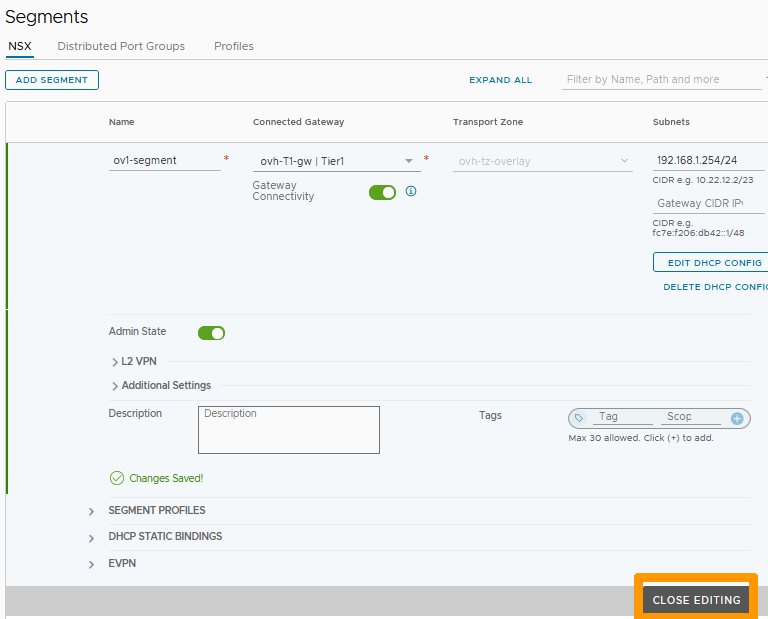 Segments
NSX Distributed Port Groups Profiles
ADD SEGMENT EXPAND ALL Filter by Name, Path and more
Name Connected Gateway Transport Zone Subnets
ov1-segment * ovh-T1-gw | Tier1 * ovh-tz-overlay 192.168.1.254/24
CIDR e.g. 10.22.12.2/23
Gateway
Connectivity
Gateway CIDR IPv
CIDR e.g.
fc7e:f206:db42::1/48
EDIT DHCP CONFIG
DELETE DHCP CONFIG
Admin State
L2 VPN
Additional Settings
Description Description Tags Tag Scop
Max 30 allowed. Click (+) to add.
Changes Saved!
SEGMENT PROFILES
DHCP STATIC BINDINGS
EVPN
CLOSE EDITING